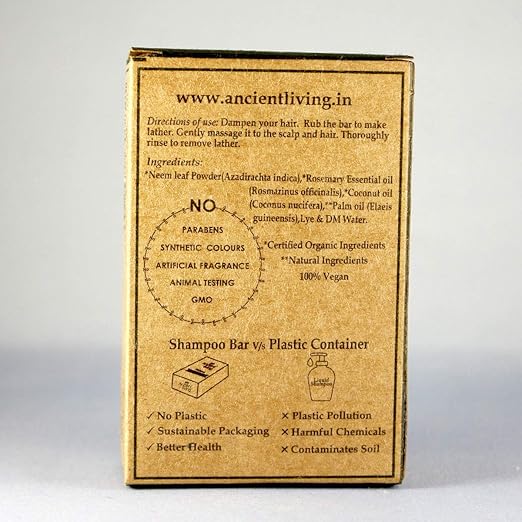 www.ancientliving.in
Directions of use: Dampen your hair. Rub the bar to make
lather. Gently massage it to the scalp and hair. Thoroughly
rinse to remove lather.
Ingredients:
*Neem leaf Powder(Azadirachta indica),*Rosemary Essential oil
(Rosmarinus officinalis),*Coconut oil
(Coconus nucifera),**Palm oil (Elaeis
guineensis),Lye & DM Water.
NO
PARABENS
SYNTHETIC COLOURS
ARTIFICIAL FRAGRANCE
ANIMAL TESTING
GMO
*Certified Organic Ingredients
**Natural Ingredients
100% Vegan
Shampoo Bar v/s Plastic Container
Liquid
Shampoo
✓ No Plastic
✓ Sustainable Packaging
✓ Better Health
× Plastic Pollution
× Harmful Chemicals
× Contaminates Soil